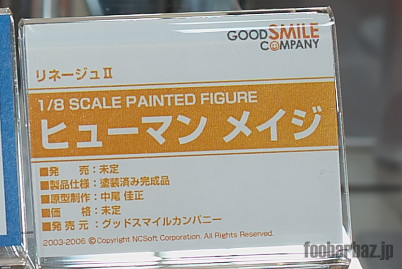 GOODSMILE
COMPANY
リネージュII
1/8 SCALE PAINTED FIGURE
ヒューマン メイジ
■発　　売：未定
■製品仕様：塗装済み完成品
■原型制作：中尾 佳正
■価　　格：未定
■発 売 元：グッドスマイルカンパニー
2003-2006 ©Copyright NCSoft Corporation. All Rights Reserved.
foobarbaz.jp